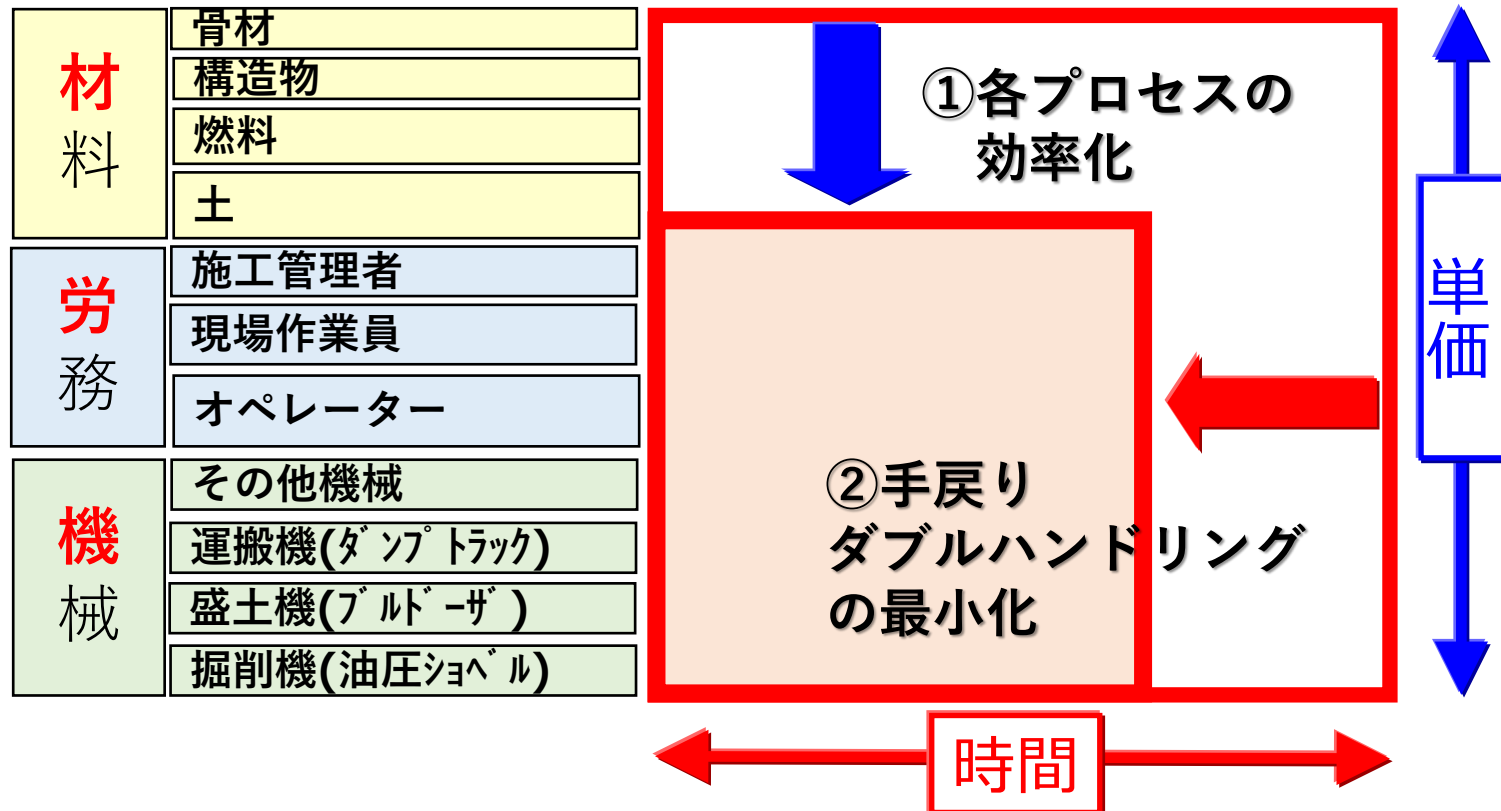 材料
骨材
構造物
燃料
土
労務
施工管理者
現場作業員
オペレーター
機械
その他機械
運搬機(ﾀﾞﾝﾌﾟﾄﾗｯｸ)
盛土機(ﾌﾞﾙﾄﾞｰｻﾞ)
掘削機(油圧ｼｮﾍﾞﾙ)
①各プロセスの
効率化
②手戻り
ダブルハンドリング
の最小化
単価
時間